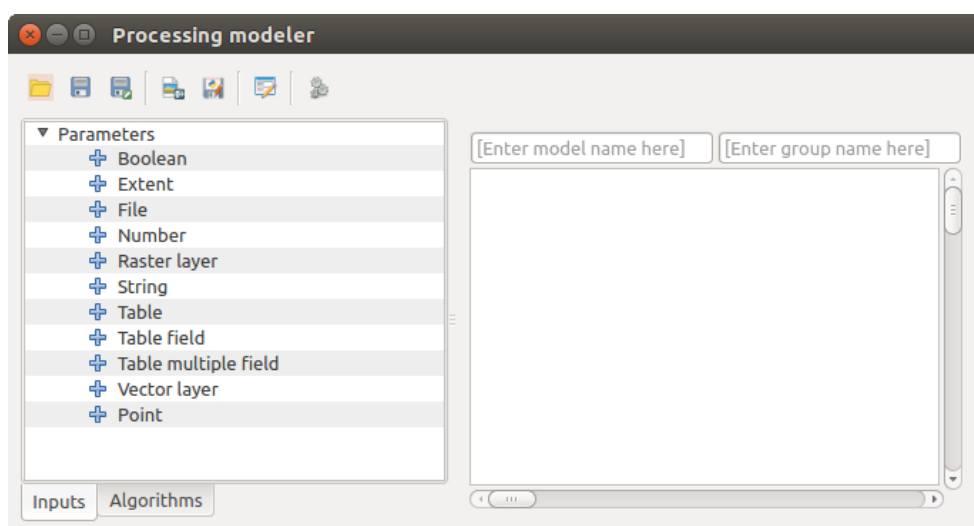 Processing modeler
Parameters
Boolean
Extent
File
Number
Raster layer
String
Table
Table field
Table multiple field
Vector layer
Point
Inputs Algorithms
[Enter model name here] [Enter group name here]